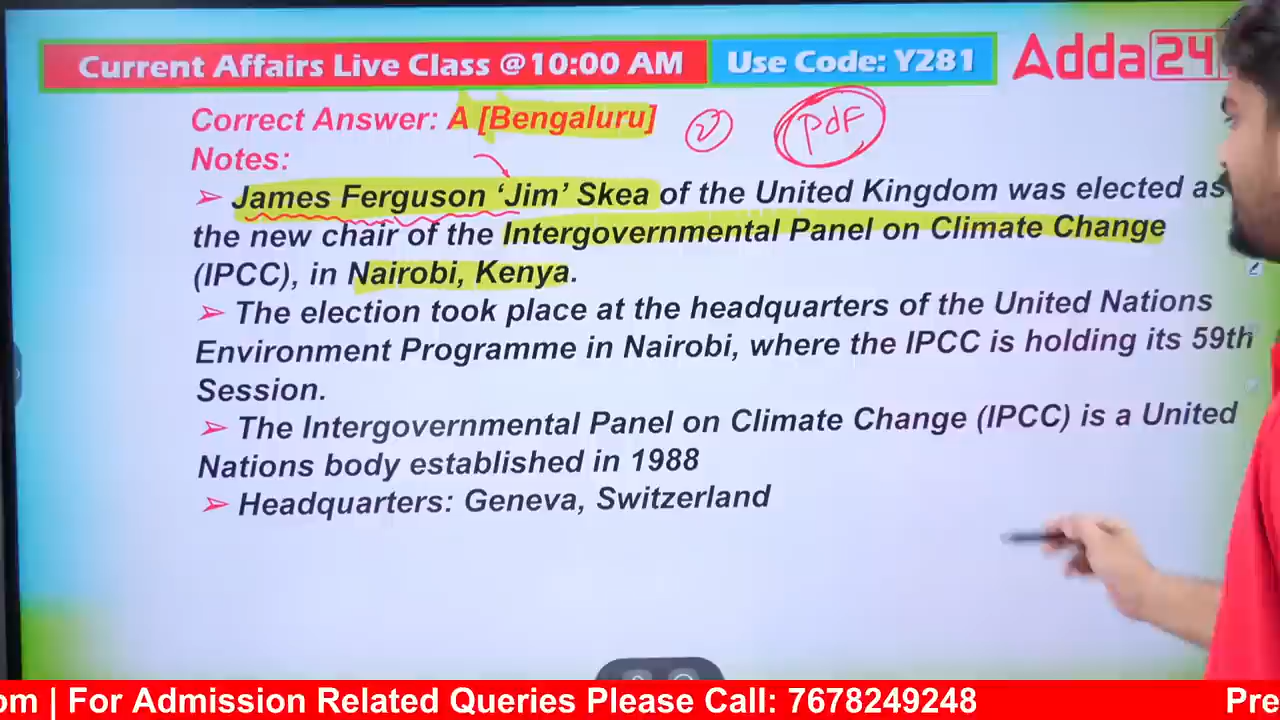 Current Affairs Live Class @10:00 AM
Use Code: Y281
Adda24
Correct Answer: A [Bengaluru]
pdf
Notes:
➢ James Ferguson ‘Jim’ Skea of the United Kingdom was elected as
the new chair of the Intergovernmental Panel on Climate Change
(IPCC), in Nairobi, Kenya.
➢ The election took place at the headquarters of the United Nations
Environment Programme in Nairobi, where the IPCC is holding its 59th
Session.
➢ The Intergovernmental Panel on Climate Change (IPCC) is a United
Nations body established in 1988
➢ Headquarters: Geneva, Switzerland
om | For Admission Related Queries Please Call: 7678249248
Pre